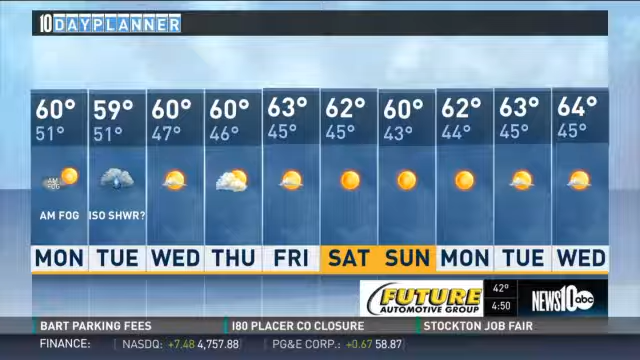 10DAYPLANNER
60° 59° 60° 60° 63° 62° 60° 62° 63° 64°
51° 51° 47° 46° 45° 45° 43° 44° 45° 45°
AM FOG
AM FOG ISO SHWR?
MON TUE WED THU FRI SAT SUN MON TUE WED
FUTURE
AUTOMOTIVE GROUP
42°
4:50
NEWS10 abc
BART PARKING FEES I80 PLACER CO CLOSURE STOCKTON JOB FAIR
FINANCE: [ NASDQ: +7.48 4,757.88 ] [ PG&E CORP.: +0.67 58.87 ]